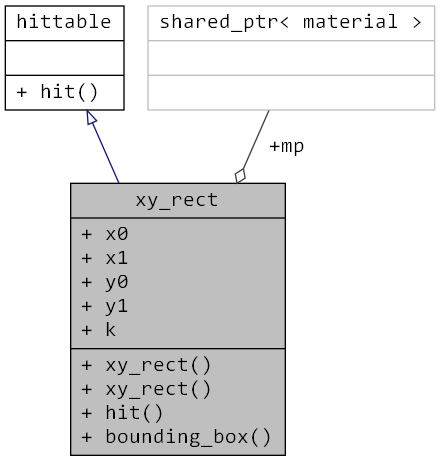 hittable
+ hit()
shared_ptr< material >
+mp
xy_rect
+ x0
+ x1
+ y0
+ y1
+ k
+ xy_rect()
+ xy_rect()
+ hit()
+ bounding_box()